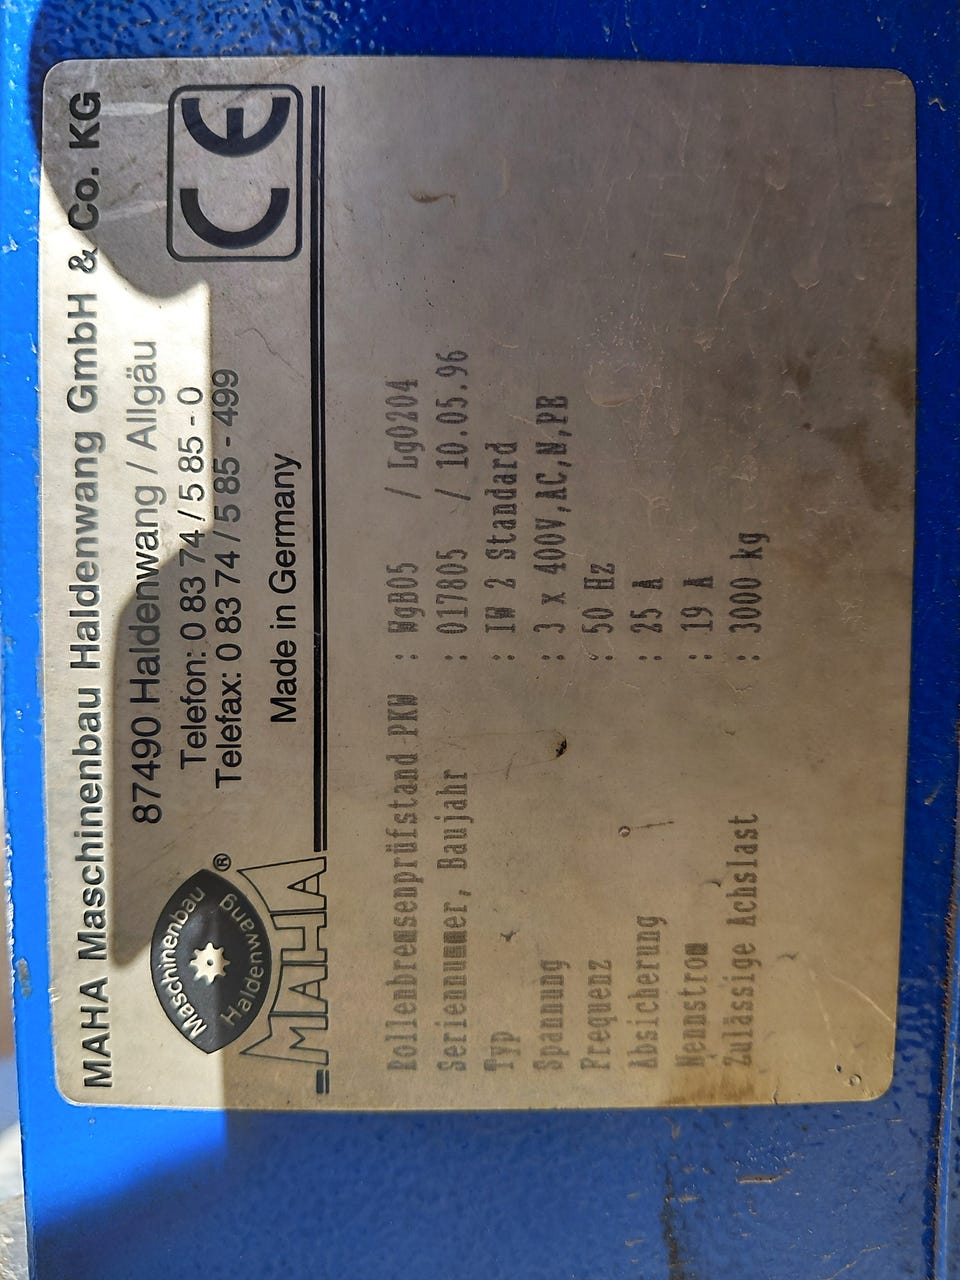 MAHA Maschinenbau Haldenwang GmbH & Co. KG
87490 Haldenwang / Allgäu
Telefon: 0 83 74 / 5 85 - 0
Telefax: 0 83 74 / 5 85 - 499
Made in Germany
CE
Maschinenbau
Haldenwang
®
MAHA
Rollenbremsenprüfstand PKW : WgB05 / Lg0204
Seriennummer, Baujahr : 017805 / 10.05.96
Typ : IW 2 Standard
Spannung : 3 x 400V,AC,N,PE
Frequenz : 50 Hz
Absicherung : 25 A
Nennstrom : 19 A
Zulässige Achslast : 3000 kg